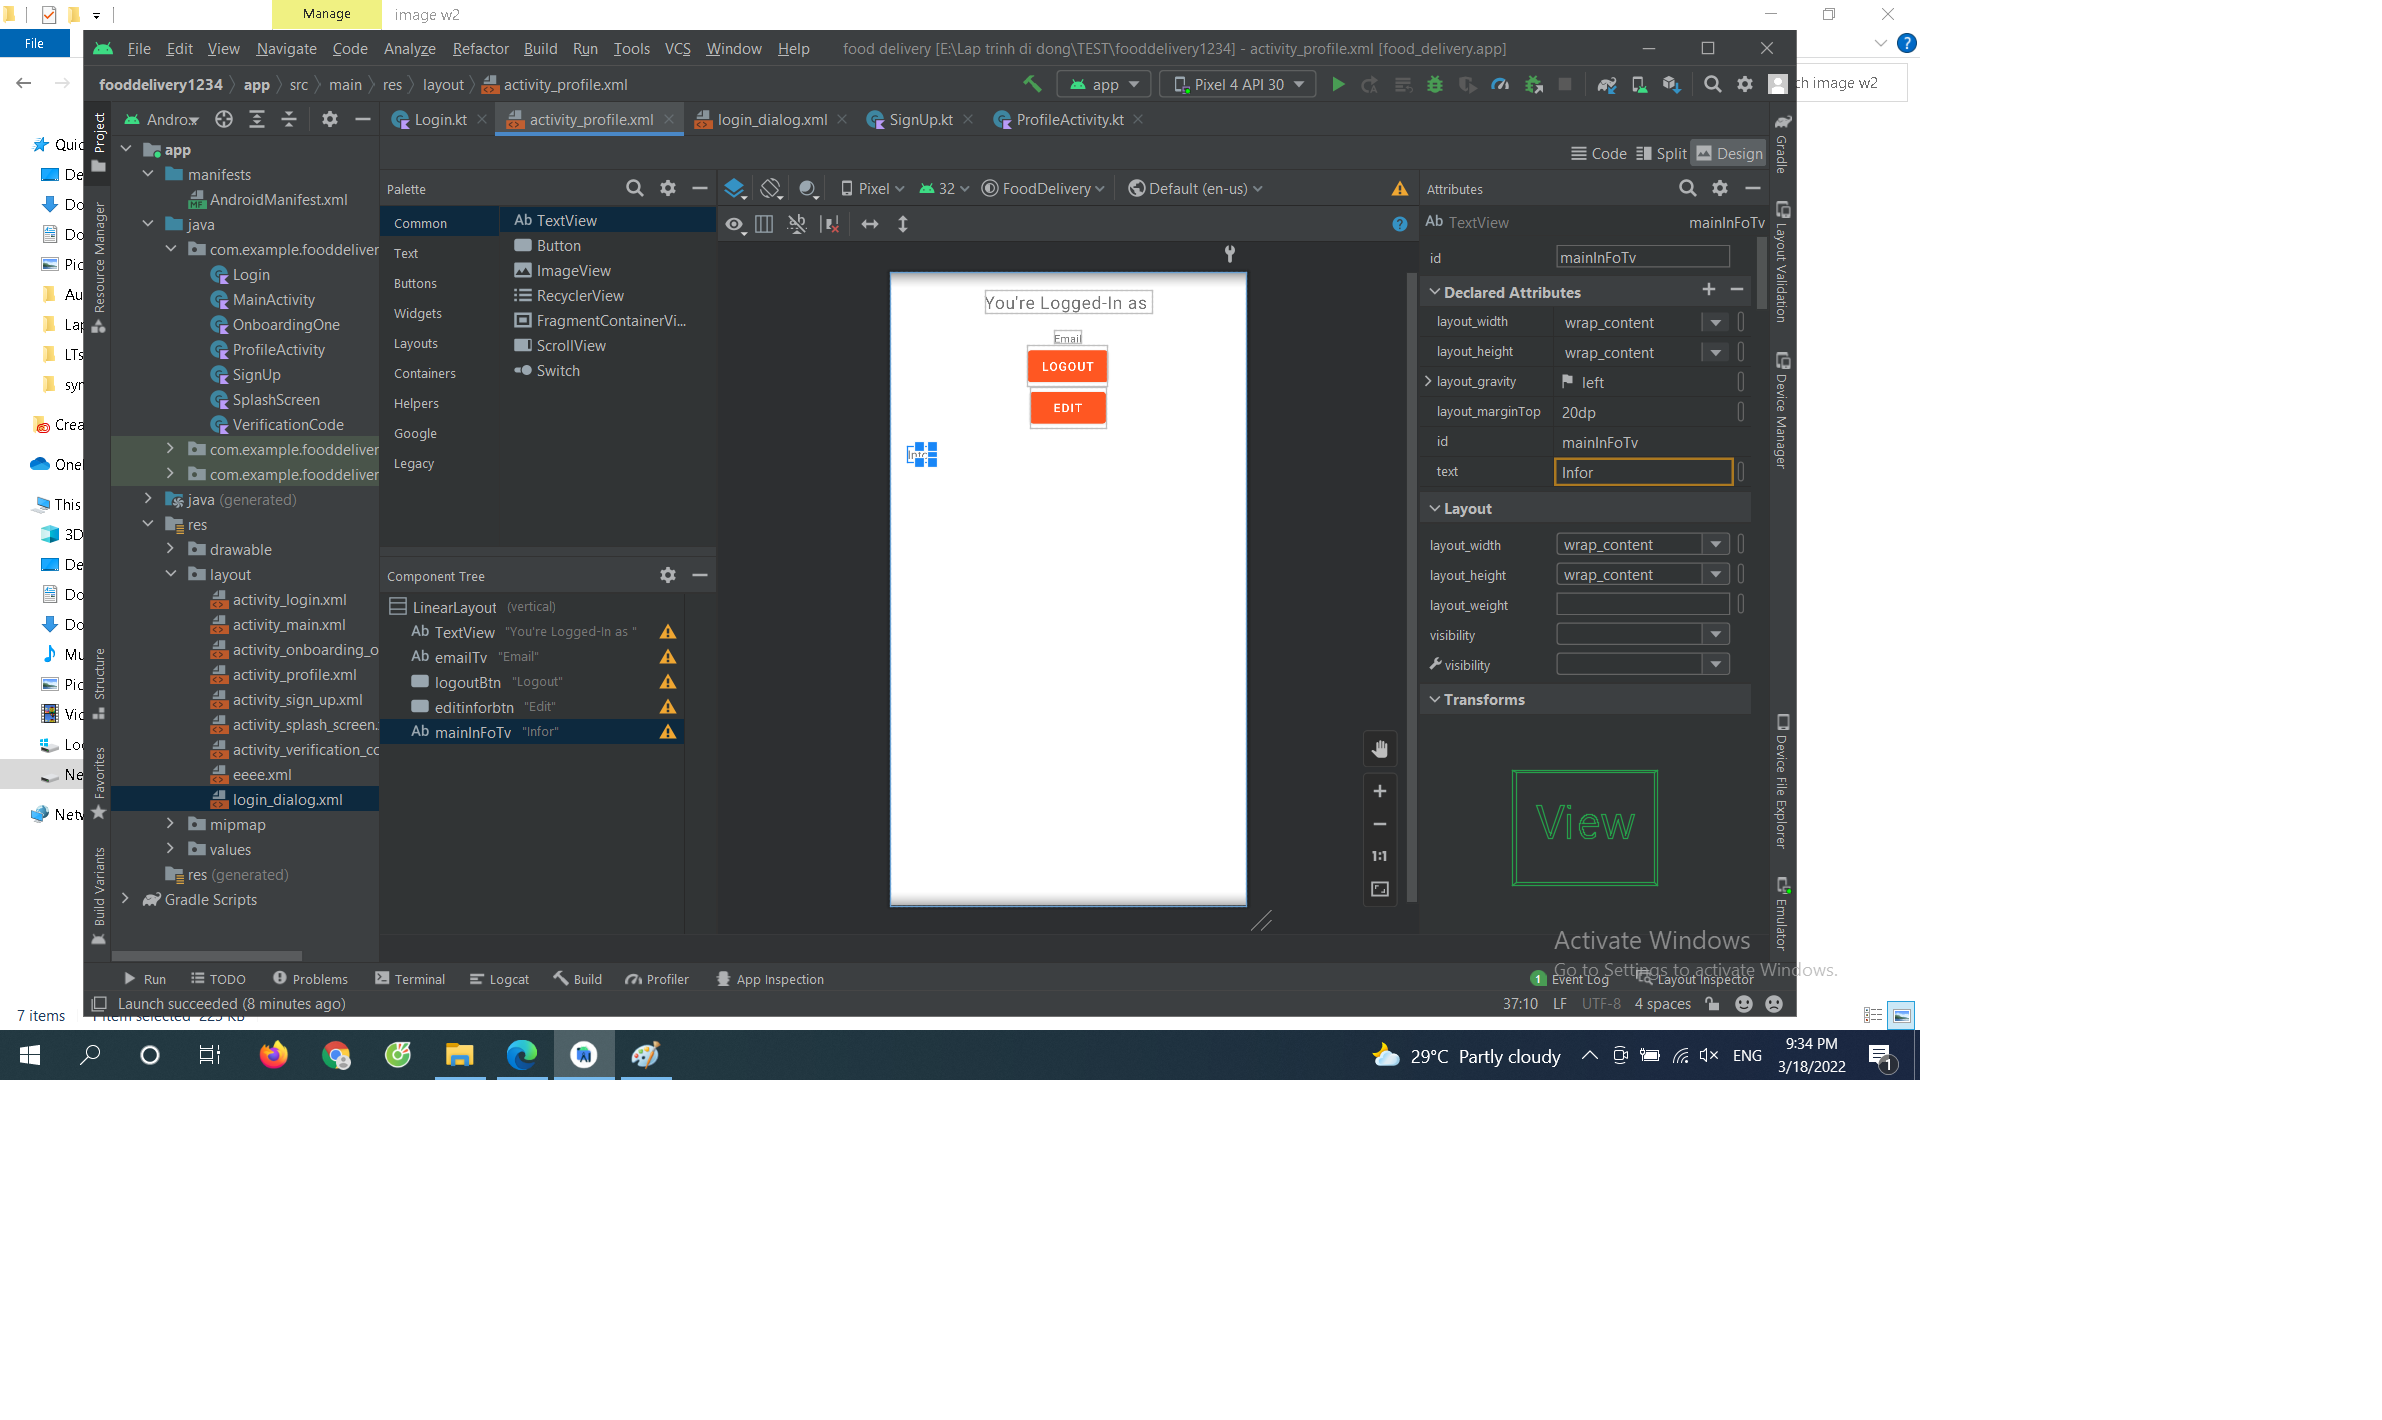 Manage
image w2
File
File Edit View Navigate Code Analyze Refactor Build Run Tools VCS Window Help
food delivery [E:\Lap trinh di dong\TEST\fooddelivery1234] - activity_profile.xml [food_delivery.app]
fooddelivery1234 app src main res layout activity_profile.xml
app
Pixel 4 API 30
ch image w2
Andro...
Login.kt
activity_profile.xml
login_dialog.xml
SignUp.kt
ProfileActivity.kt
Code
Split
Design
Project
Resource Manager
Structure
Favorites
Build Variants
app
manifests
AndroidManifest.xml
java
com.example.fooddeliver
Login
MainActivity
OnboardingOne
ProfileActivity
SignUp
SplashScreen
VerificationCode
com.example.fooddeliver
com.example.fooddeliver
java (generated)
res
drawable
layout
activity_login.xml
activity_main.xml
activity_onboarding_o
activity_profile.xml
activity_sign_up.xml
activity_splash_screen.
activity_verification_co
eeee.xml
login_dialog.xml
mipmap
values
res (generated)
Gradle Scripts
Palette
Common
Text
Buttons
Widgets
Layouts
Containers
Helpers
Google
Legacy
Ab TextView
Button
ImageView
RecyclerView
FragmentContainerVi...
ScrollView
Switch
Component Tree
LinearLayout (vertical)
Ab TextView "You're Logged-In as "
Ab emailTv "Email"
logoutBtn "Logout"
editinforbtn "Edit"
Ab mainInFoTv "Infor"
Pixel
32
FoodDelivery
Default (en-us)
You're Logged-In as
Email
LOGOUT
EDIT
1:1
Attributes
Ab TextView mainInFoTv
id mainInFoTv
Declared Attributes
layout_width wrap_content
layout_height wrap_content
layout_gravity left
layout_marginTop 20dp
id mainInFoTv
text Infor
Layout
layout_width wrap_content
layout_height wrap_content
layout_weight
visibility
visibility
Transforms
View
Gradle
Layout Validation
Device Manager
Device File Explorer
Emulator
Activate Windows
Go to Settings to activate Windows.
Run TODO Problems Terminal Logcat Build Profiler App Inspection
1 Event Log Layout Inspector
Launch succeeded (8 minutes ago)
37:10 LF UTF-8 4 spaces
Quic
De
Do
Do
Pic
Au
Lap
LTs
syn
Crea
Onel
This
3D
De
Do
Do
Mu
Pic
Vic
Loc
Ne
Netw
7 items
1 item selected 225 KB
29°C Partly cloudy
ENG
9:34 PM
3/18/2022
1